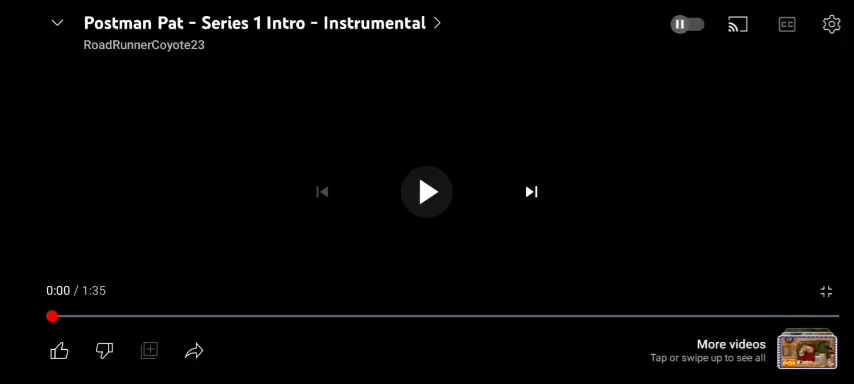 Postman Pat - Series 1 Intro - Instrumental
RoadRunnerCoyote23
CC
0:00 / 1:35
More videos
Tap or swipe up to see all